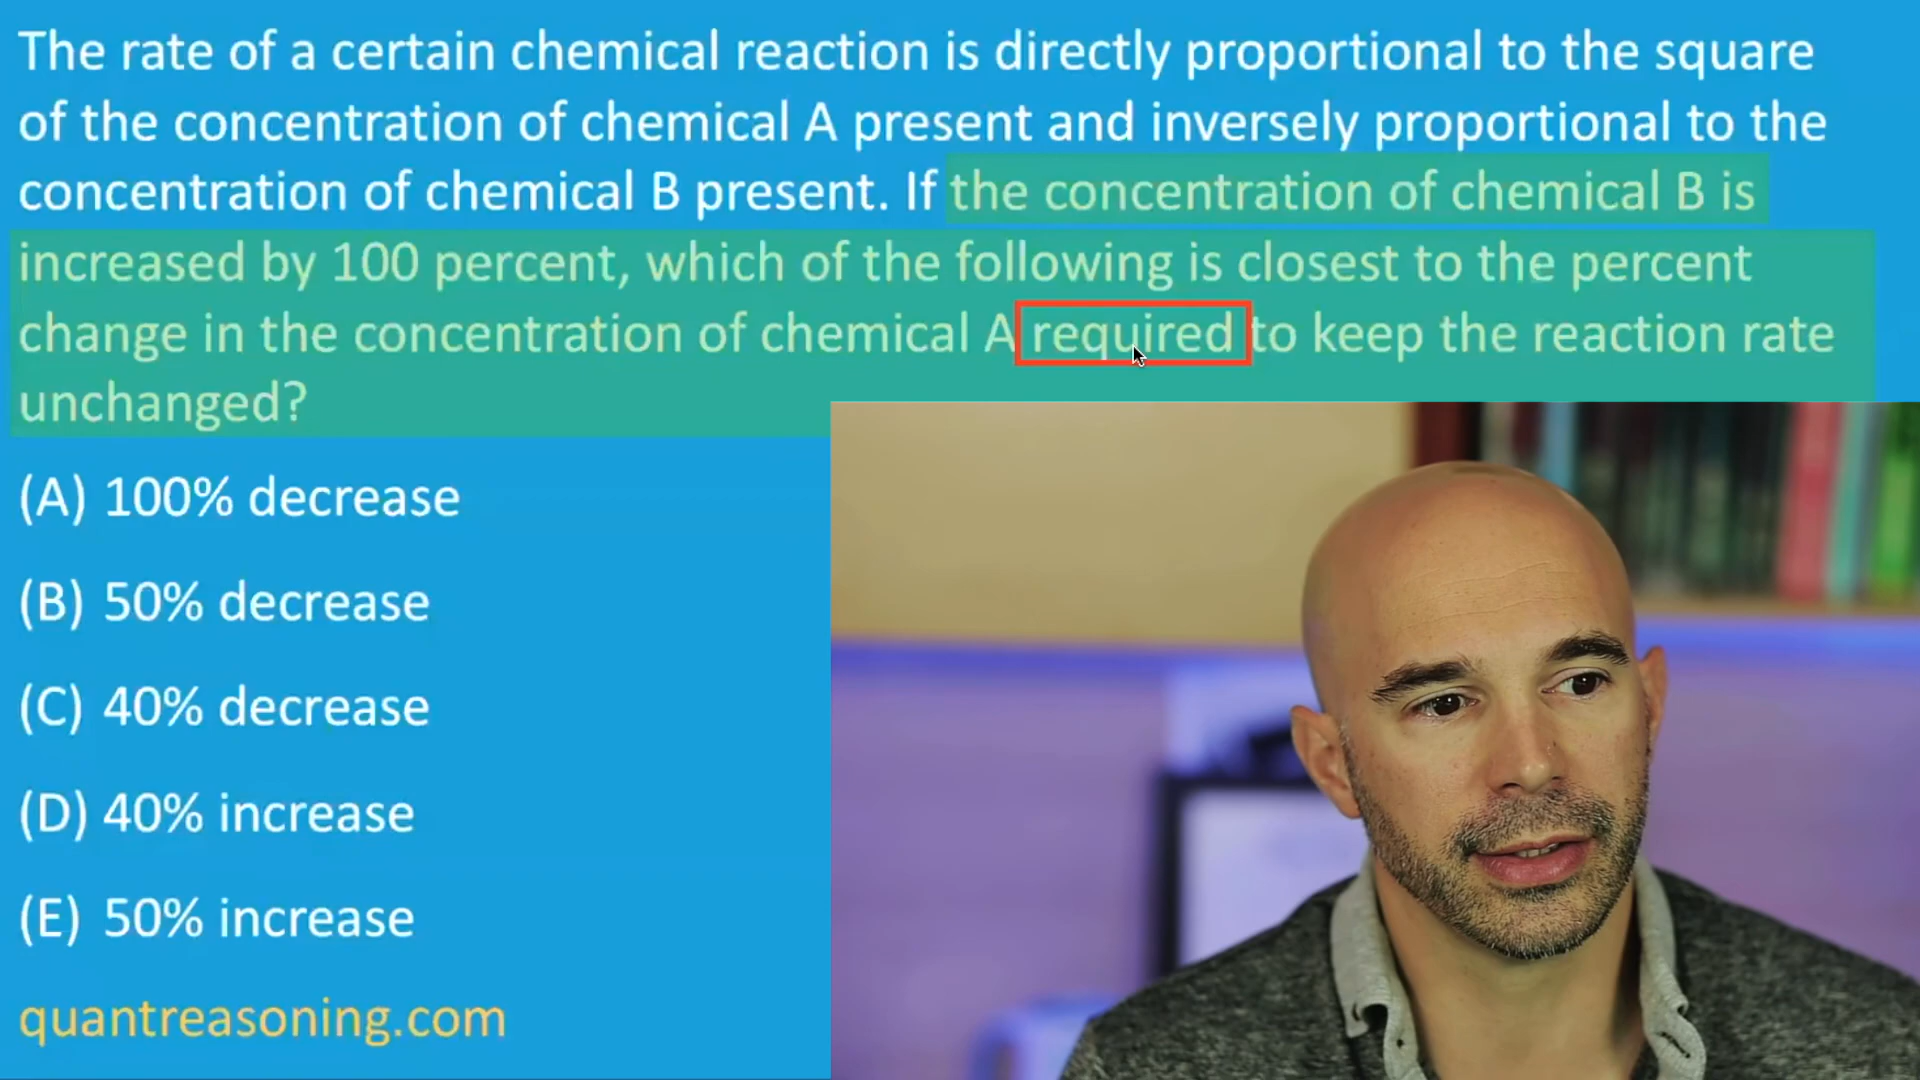 The rate of a certain chemical reaction is directly proportional to the square
of the concentration of chemical A present and inversely proportional to the
concentration of chemical B present. If the concentration of chemical B is
increased by 100 percent, which of the following is closest to the percent
change in the concentration of chemical A required to keep the reaction rate
unchanged?
(A) 100% decrease
(B) 50% decrease
(C) 40% decrease
(D) 40% increase
(E) 50% increase
quantreasoning.com